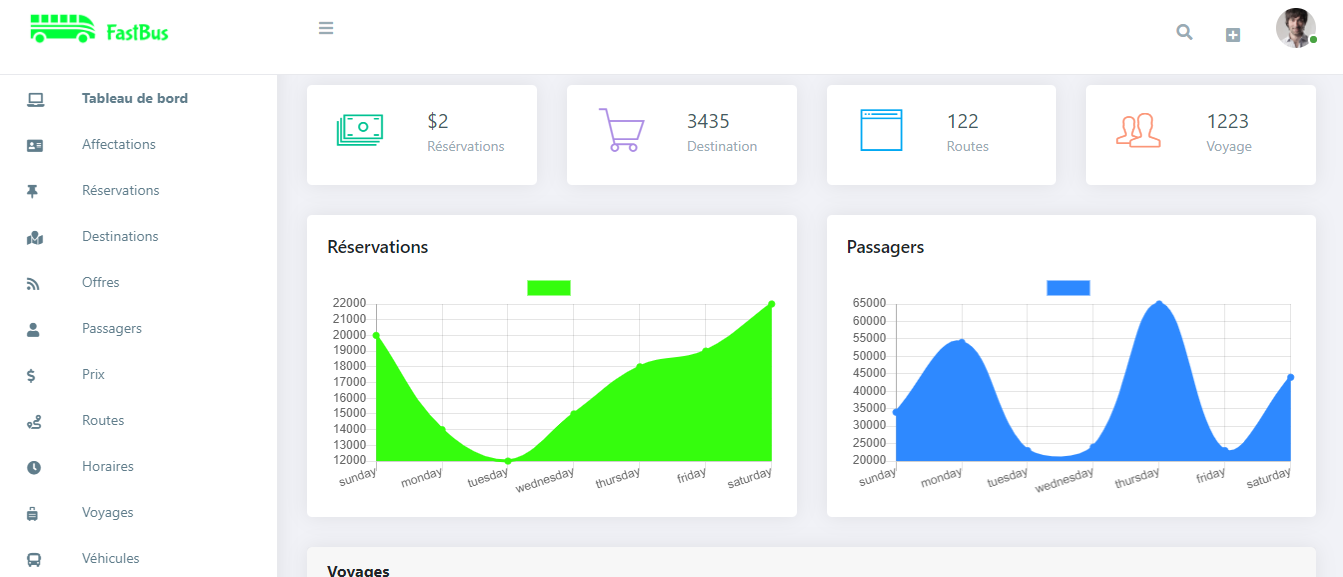 FastBus
Tableau de bord
Affectations
Réservations
Destinations
Offres
Passagers
Prix
Routes
Horaires
Voyages
Véhicules
$2
Résérvations
3435
Destination
122
Routes
1223
Voyage
Réservations
22000
21000
20000
19000
18000
17000
16000
15000
14000
13000
12000
sunday
monday
tuesday
wednesday
thursday
friday
saturday
Passagers
65000
60000
55000
50000
45000
40000
35000
30000
25000
20000
sunday
monday
tuesday
wednesday
thursday
friday
saturday
Voyages